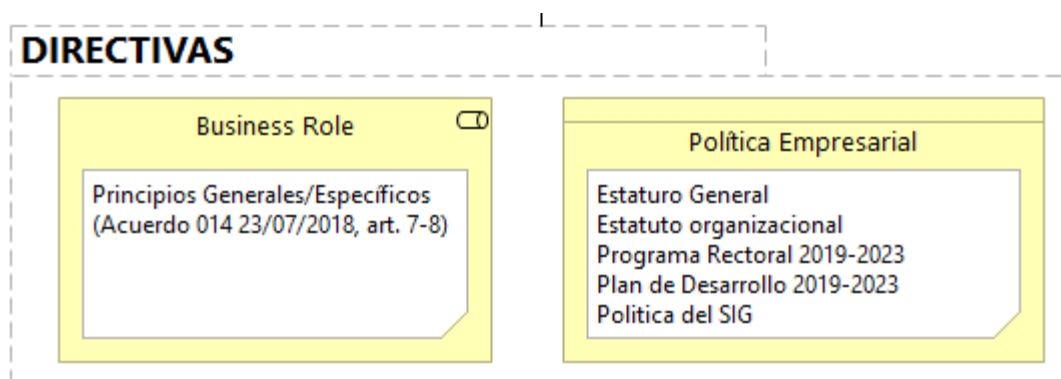 DIRECTIVAS
Business Role
Principios Generales/Específicos
(Acuerdo 014 23/07/2018, art. 7-8)
Política Empresarial
Estaturo General
Estatuto organizacional
Programa Rectoral 2019-2023
Plan de Desarrollo 2019-2023
Politica del SIG